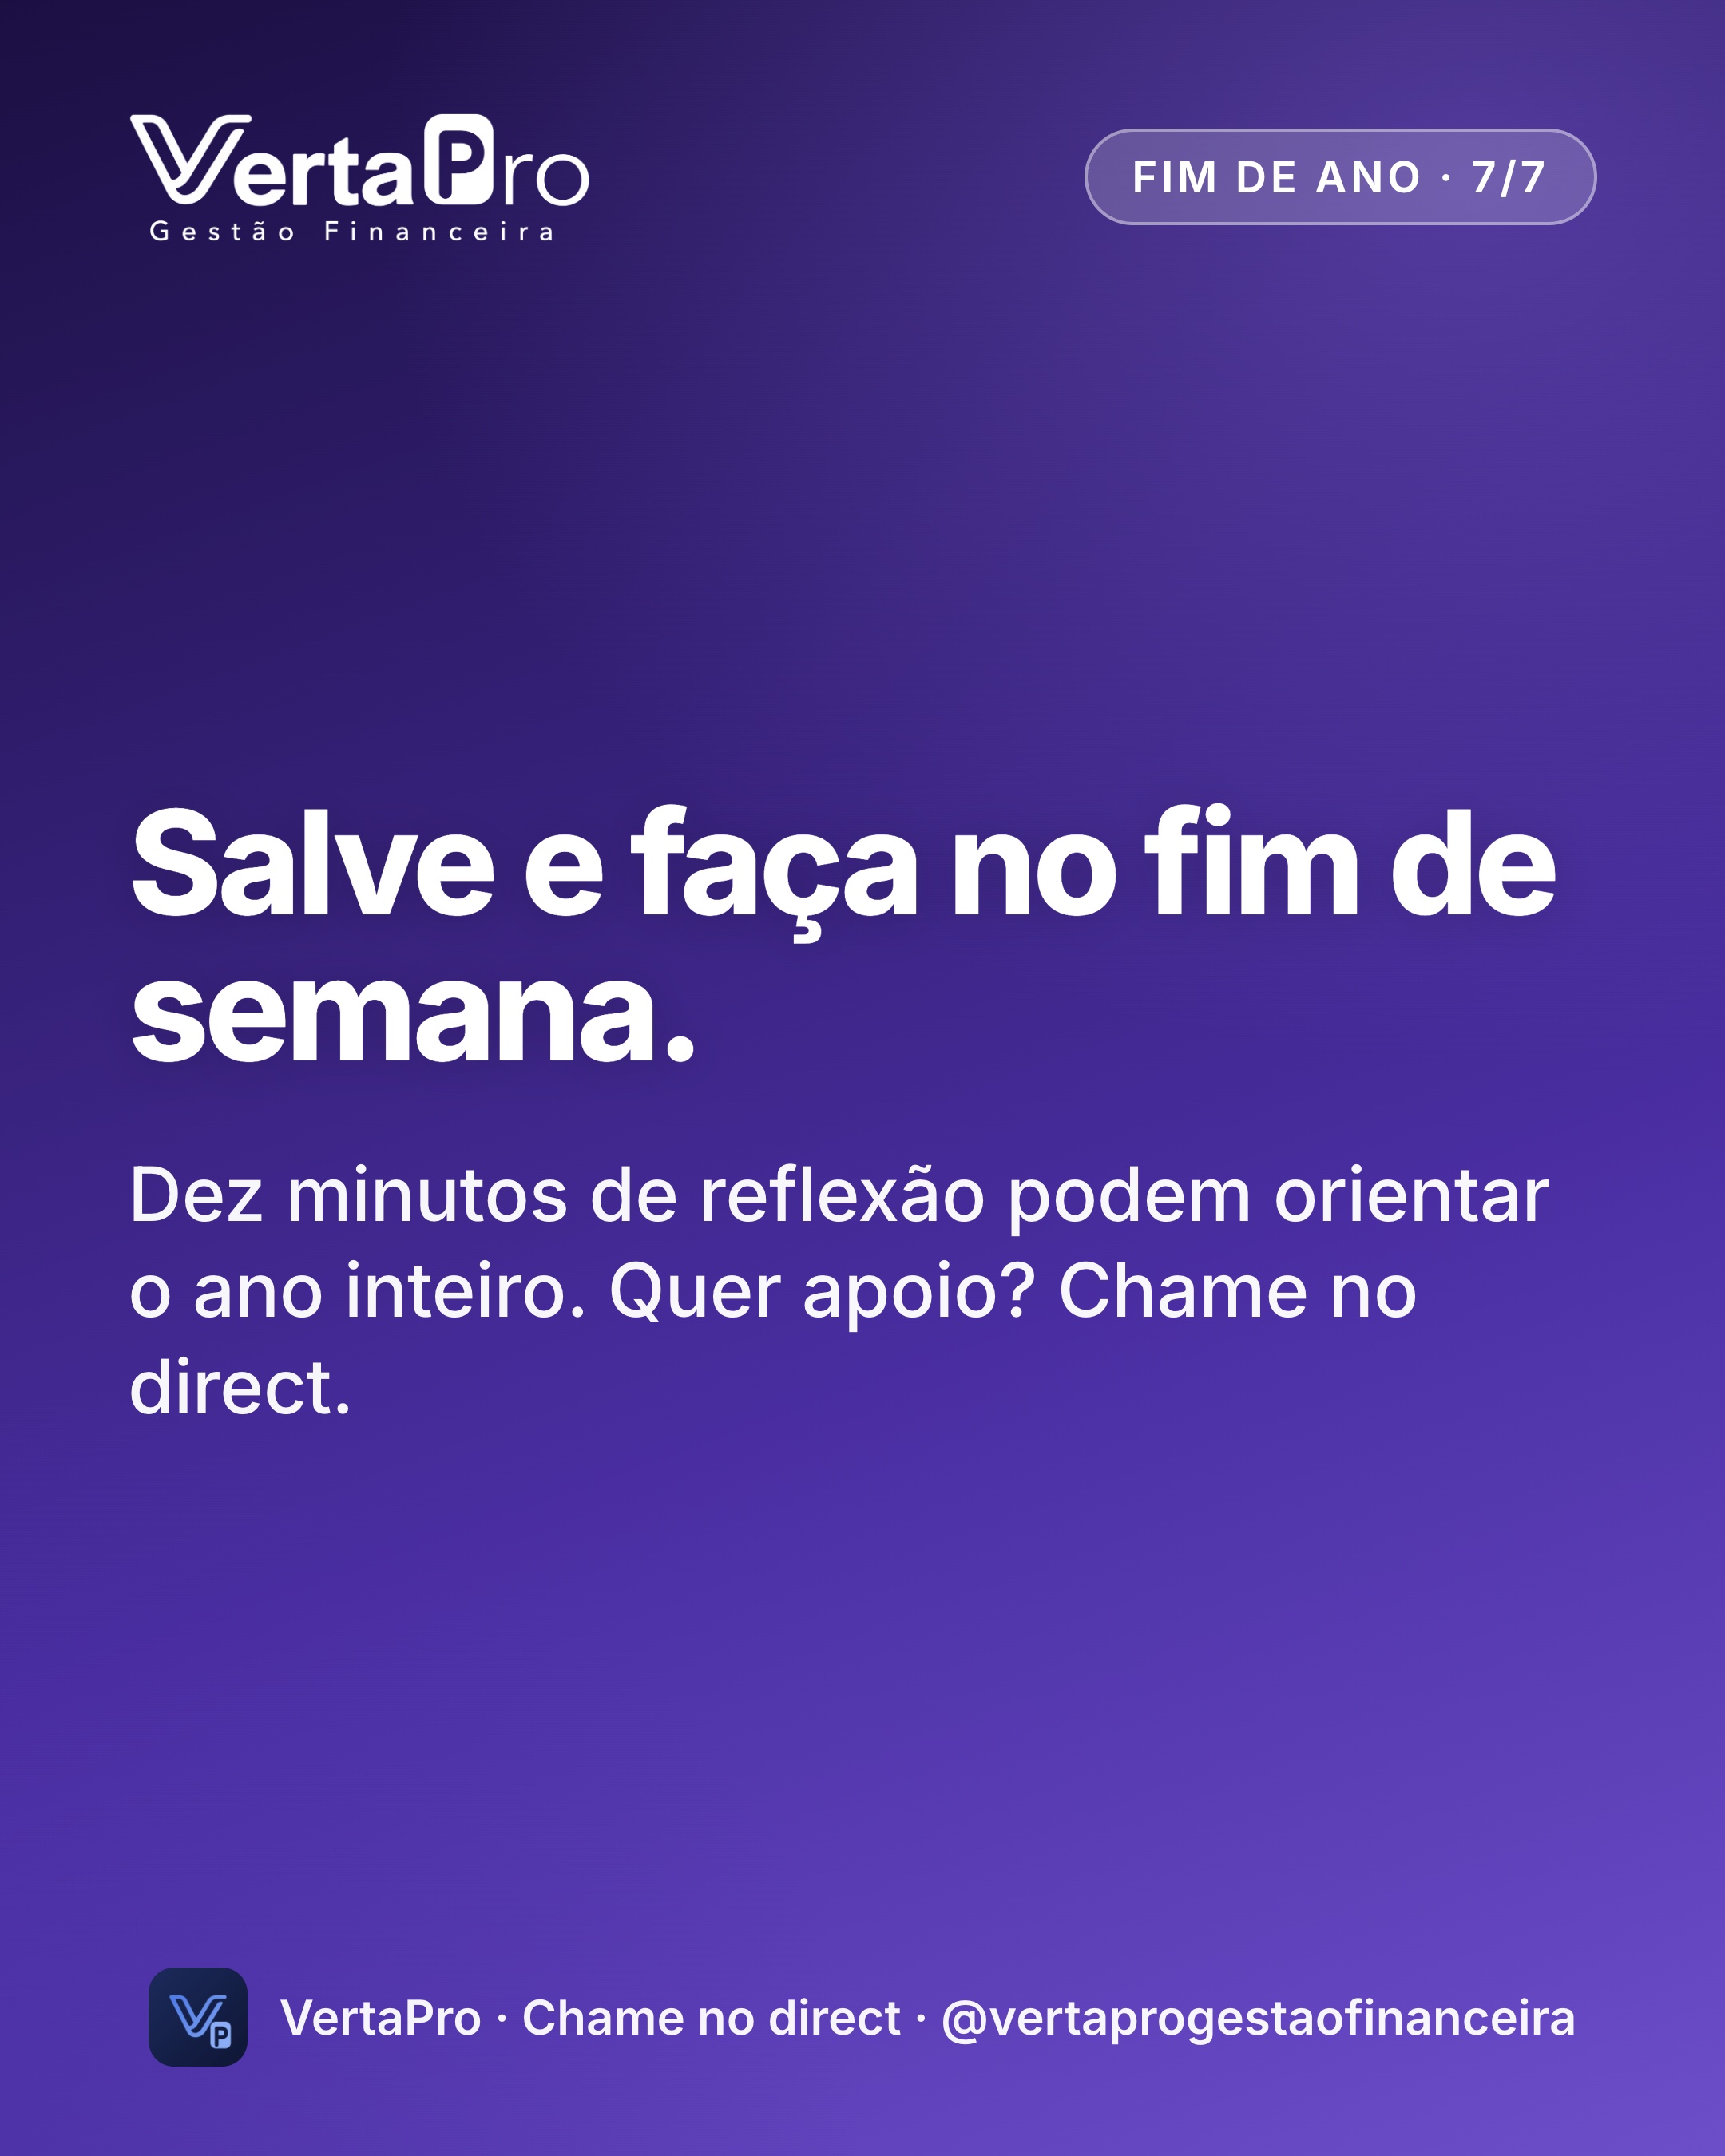 VertaPro
Gestão Financeira
FIM DE ANO · 7/7
Salve e faça no fim de
semana.
Dez minutos de reflexão podem orientar
o ano inteiro. Quer apoio? Chame no
direct.
VP
VertaPro · Chame no direct · @vertaprogestaofinanceira